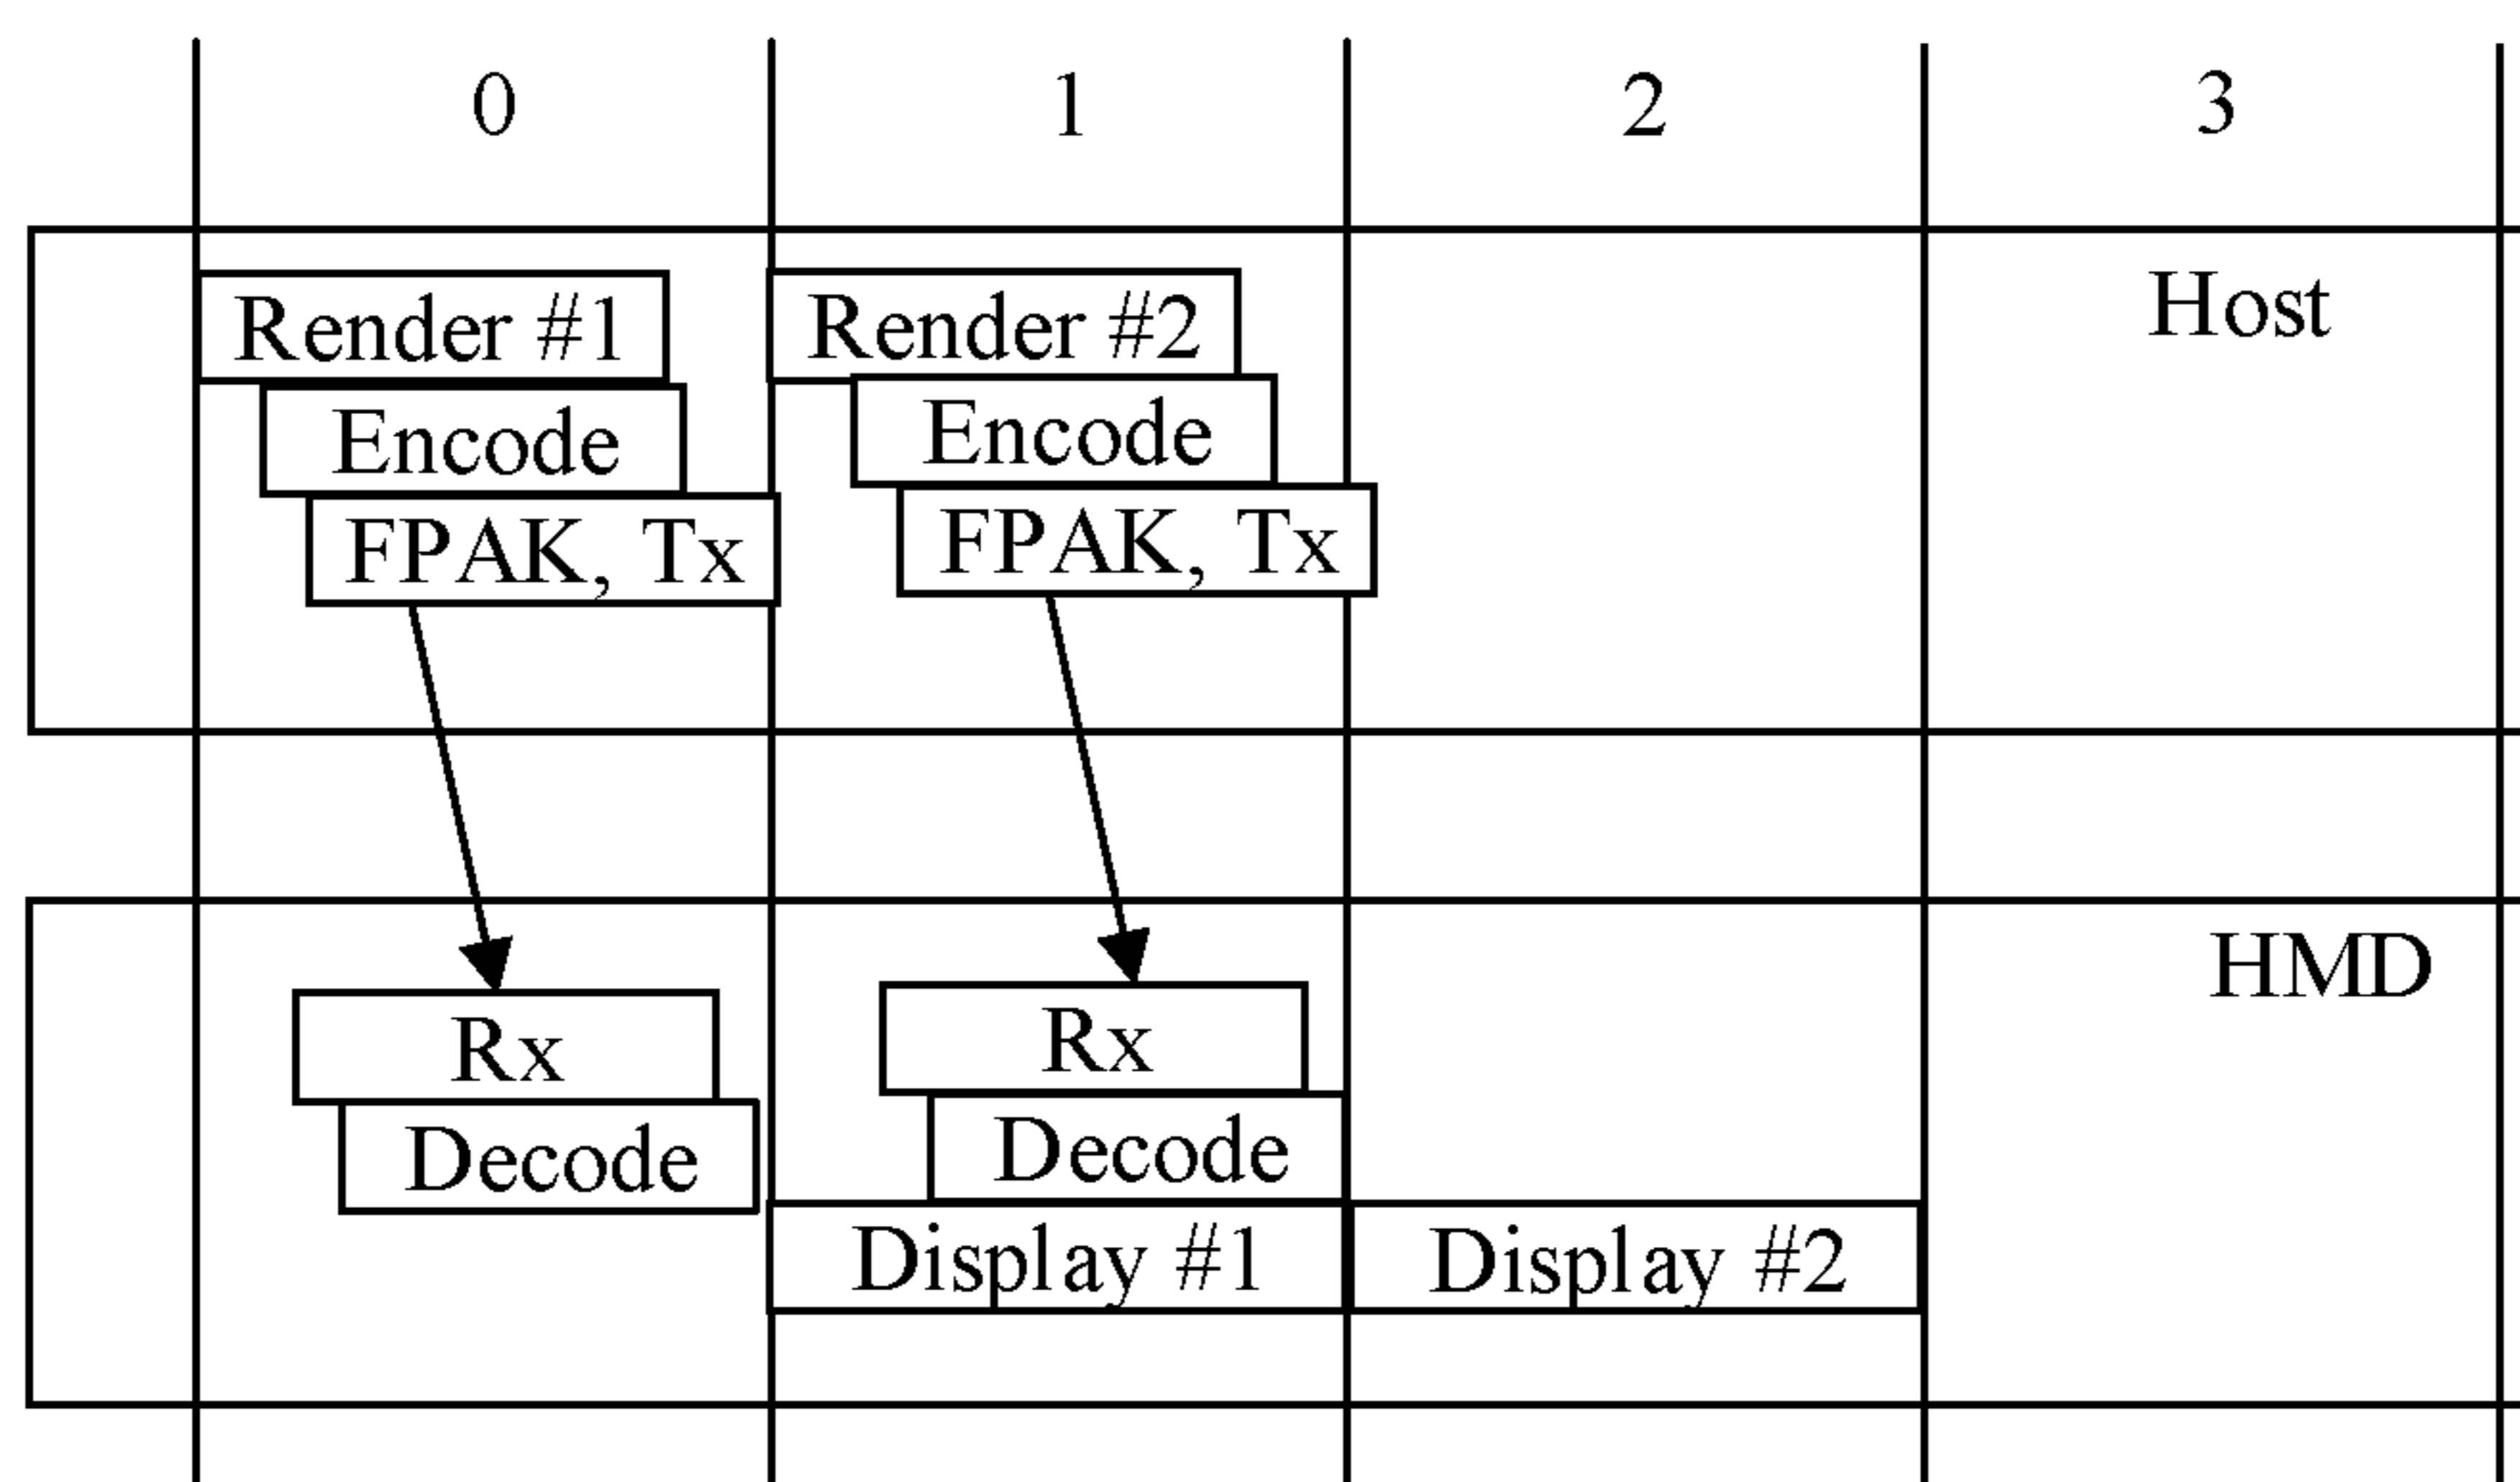 0 1 2 3
Host
Render #1 Render #2
Encode Encode
FPAK, Tx FPAK, Tx
HMD
Rx Rx
Decode Decode
Display #1 Display #2